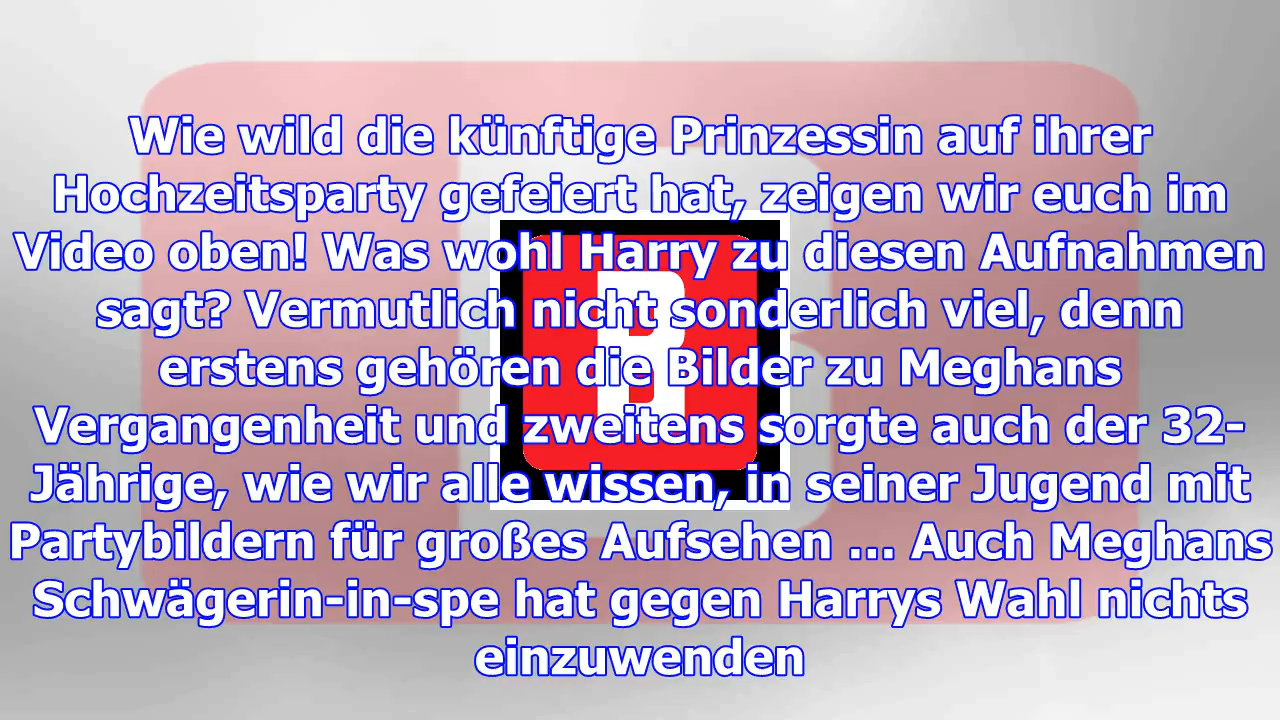 Wie wild die künftige Prinzessin auf ihrer
Hochzeitsparty gefeiert hat, zeigen wir euch im
Video oben! Was wohl Harry zu diesen Aufnahmen
sagt? Vermutlich nicht sonderlich viel, denn
erstens gehören die Bilder zu Meghans
Vergangenheit und zweitens sorgte auch der 32-
Jährige, wie wir alle wissen, in seiner Jugend mit
Partybildern für großes Aufsehen ... Auch Meghans
Schwägerin-in-spe hat gegen Harrys Wahl nichts
einzuwenden